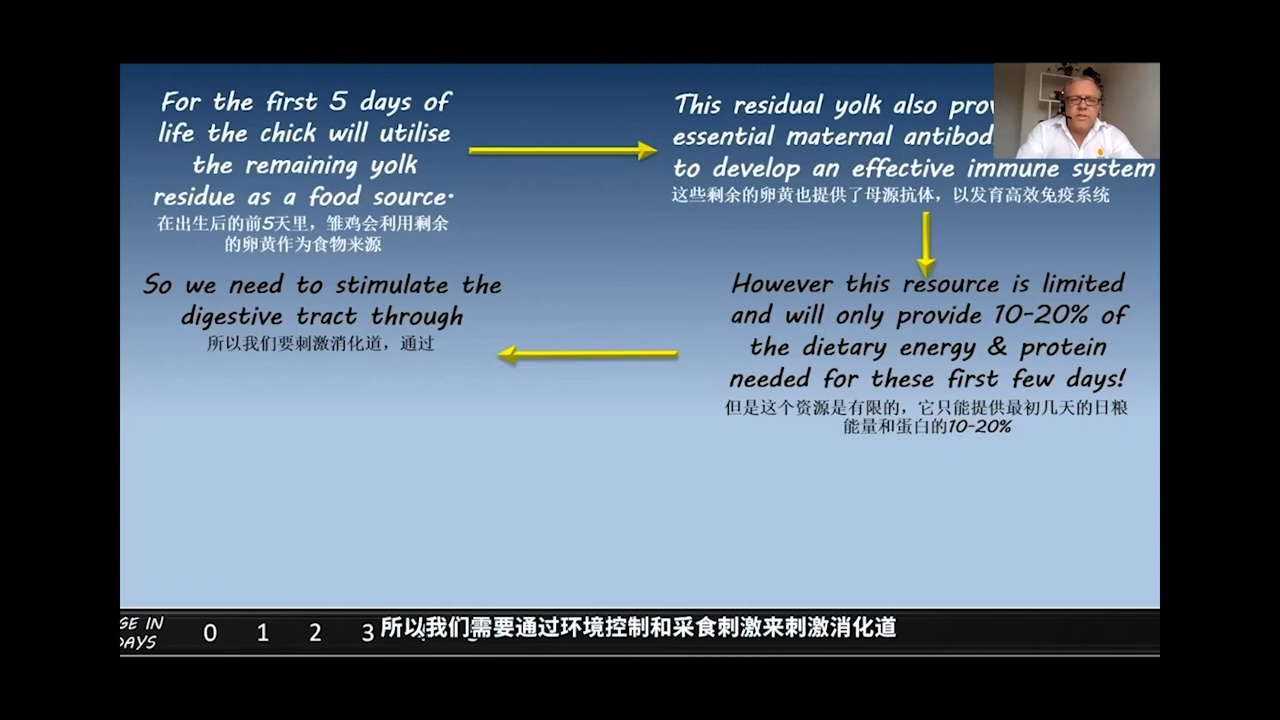 For the first 5 days of
life the chick will utilise
the remaining yolk
residue as a food source.
在出生后的前5天里，雏鸡会利用剩余
的卵黄作为食物来源
This residual yolk also
essential maternal
to develop an effective immune system
这些剩余的卵黄也提供了母源抗体，以发育高效免疫系统
So we need to stimulate the
digestive tract through
所以我们要刺激消化道，通过
However this resource is limited
and will only provide 10-20% of
the dietary energy & protein
needed for these first few days!
但是这个资源是有限的，它只能提供最初几天的日粮
能量和蛋白的10-20%
IN
0 1 2 3
所以我们需要通过环境控制和采食刺激来刺激消化道